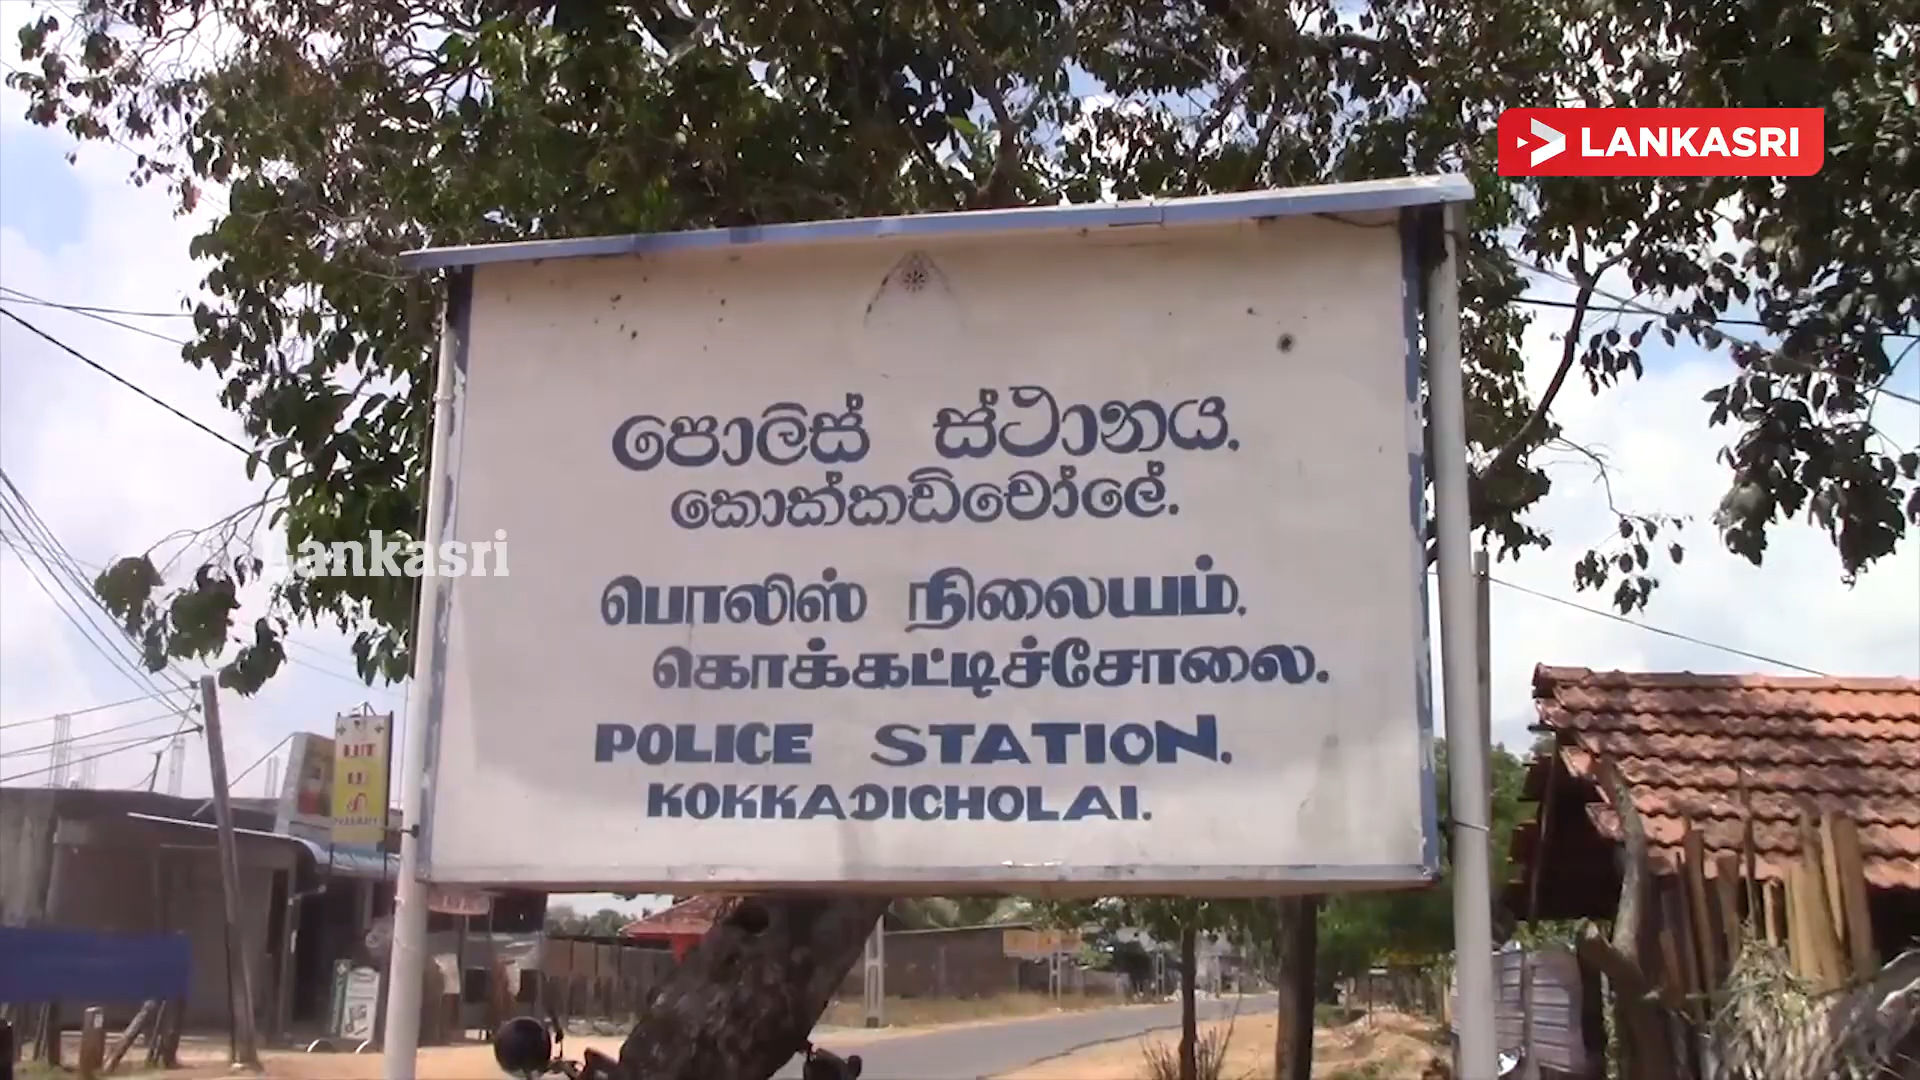 LANKASRI
පොලිස් ස්ථානය.
කොක්කඩිචෝලේ.
Lankasri
பொலிஸ் நிலையம்.
கொக்கட்டிச்சோலை.
POLICE STATION.
KOKKADICHOLAI.